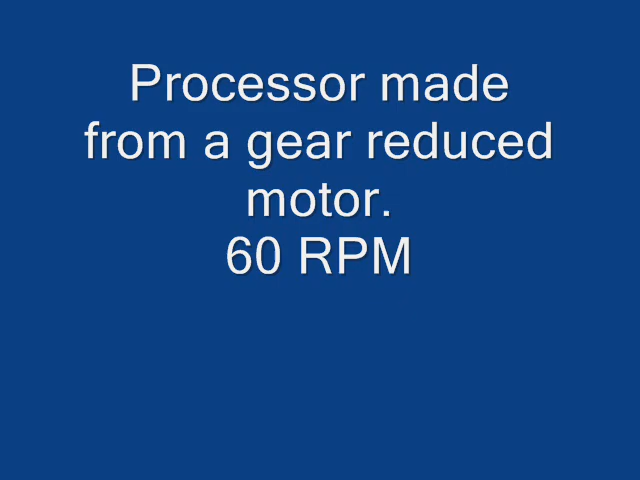 Processor made
from a gear reduced
motor.
60 RPM